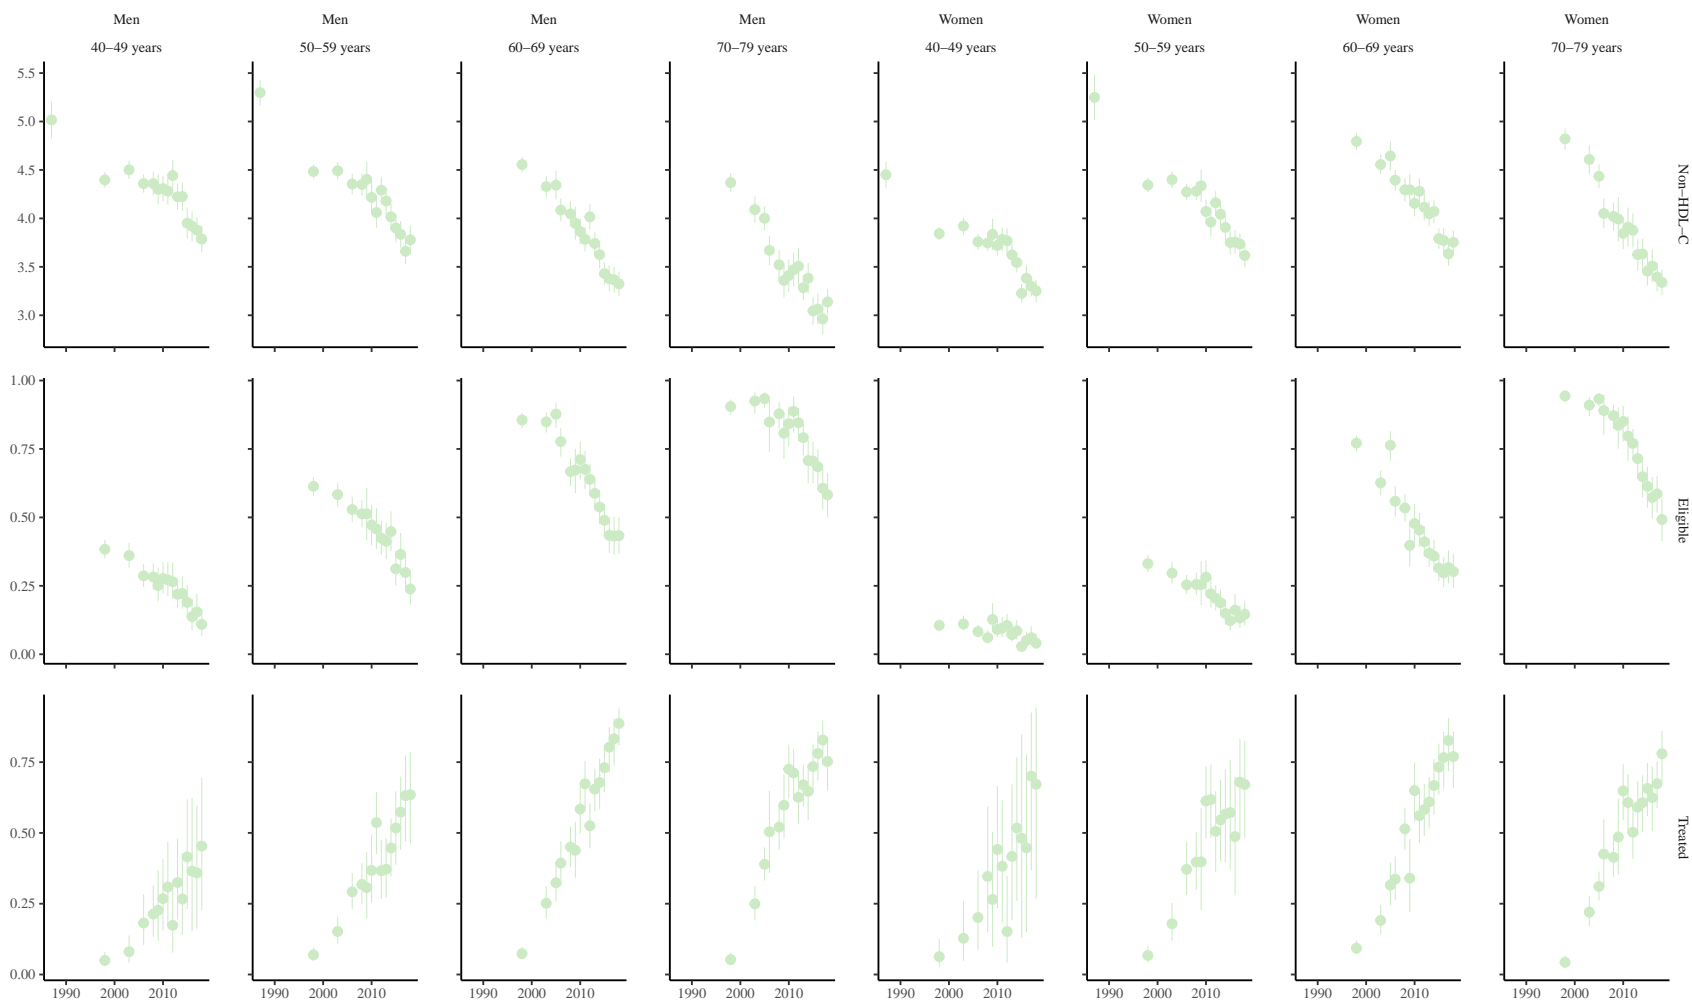 Men Men Men Men Women Women Women Women
40–49 years 50–59 years 60–69 years 70–79 years 40–49 years 50–59 years 60–69 years 70–79 years
5.5
5.0
4.5
4.0
3.5
3.0
Non−HDL−C
1.00
0.75
0.50
0.25
0.00
Eligible
0.75
0.50
0.25
0.00
Treated
1990 2000 2010 1990 2000 2010 1990 2000 2010 1990 2000 2010 1990 2000 2010 1990 2000 2010 1990 2000 2010 1990 2000 2010